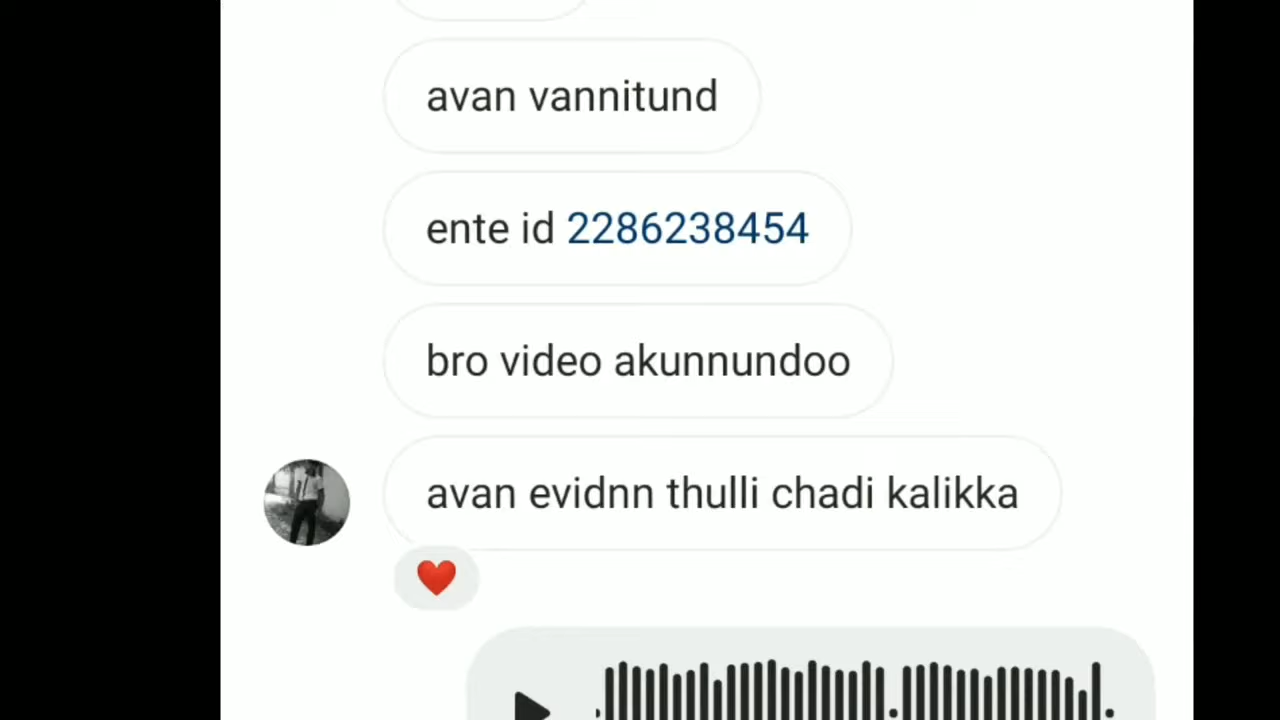 avan vannitund
ente id 2286238454
bro video akunnundoo
avan evidnn thulli chadi kalikka